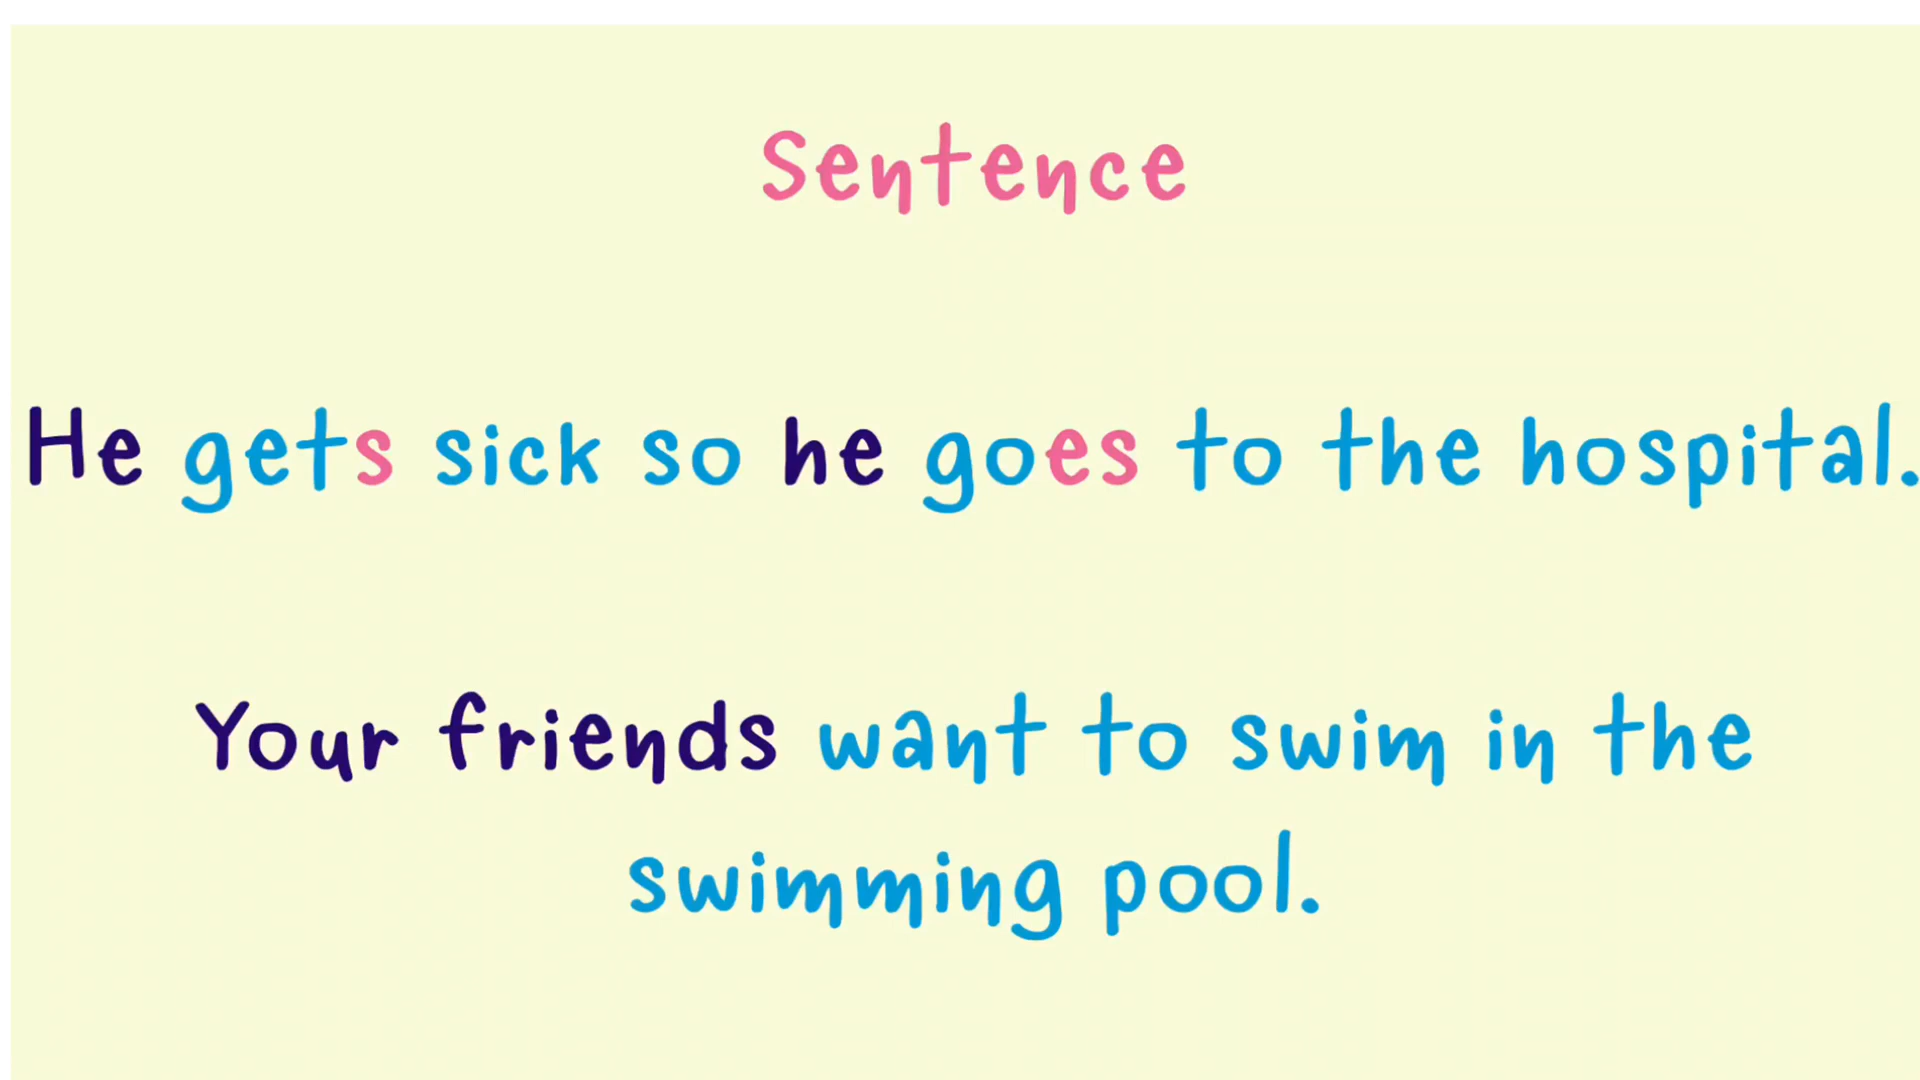 Sentence
He gets sick so he goes to the hospital.
Your friends want to swim in the
swimming pool.